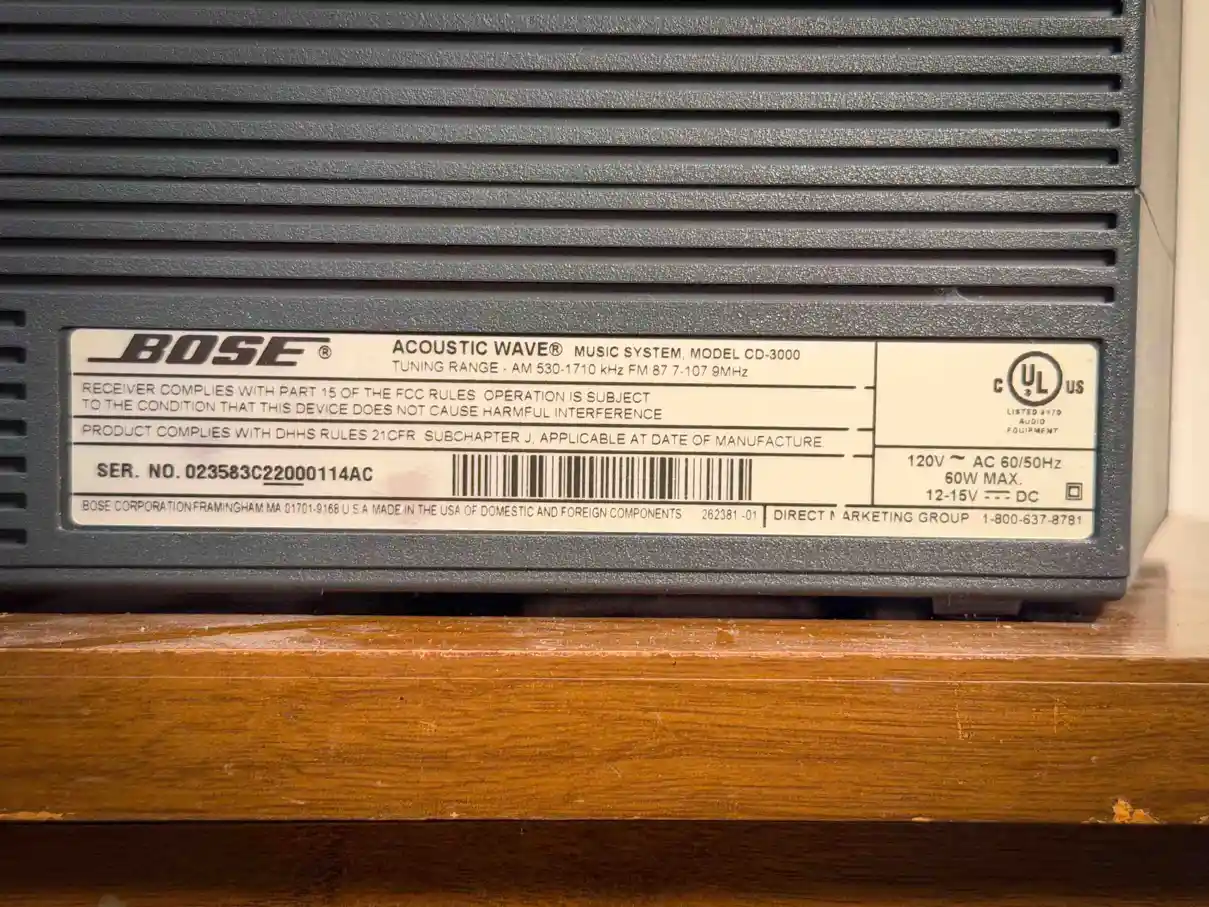 BOSE ®
ACOUSTIC WAVE® MUSIC SYSTEM, MODEL CD-3000
TUNING RANGE - AM 530-1710 kHz FM 87 7-107 9MHz
RECEIVER COMPLIES WITH PART 15 OF THE FCC RULES OPERATION IS SUBJECT
TO THE CONDITION THAT THIS DEVICE DOES NOT CAUSE HARMFUL INTERFERENCE
PRODUCT COMPLIES WITH DHHS RULES 21CFR SUBCHAPTER J, APPLICABLE AT DATE OF MANUFACTURE
SER. NO. 023583C22000114AC
BOSE CORPORATION FRAMINGHAM MA 01701-9168 U S A MADE IN THE USA OF DOMESTIC AND FOREIGN COMPONENTS 262381 -01
C UL ® US
LISTED
AUDIO
EQUIPMENT
120V ~ AC 60/50Hz
60W MAX.
12-15V DC
DIRECT MARKETING GROUP 1-800-637-8781